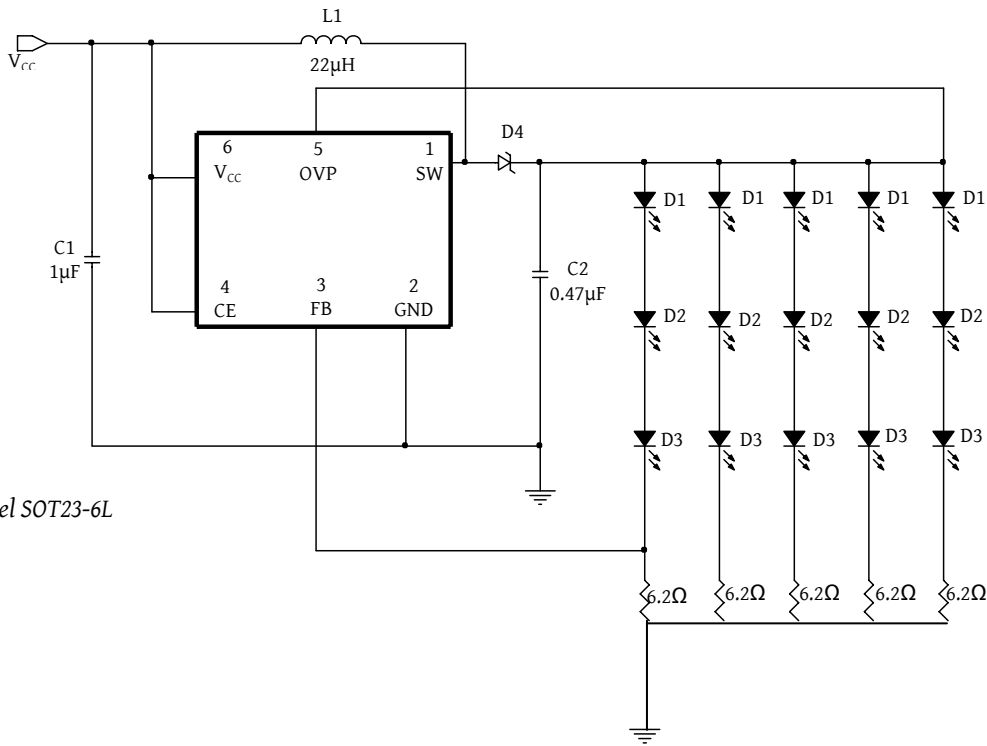 L1
V_CC
22μH
D4
6 5 1
V_CC OVP SW
D1 D1 D1 D1 D1
C1
1μF
C2
0.47μF
4 3 2
CE FB GND
D2 D2 D2 D2 D2
D3 D3 D3 D3 D3
el SOT23-6L
6.2Ω 6.2Ω 6.2Ω 6.2Ω 6.2Ω